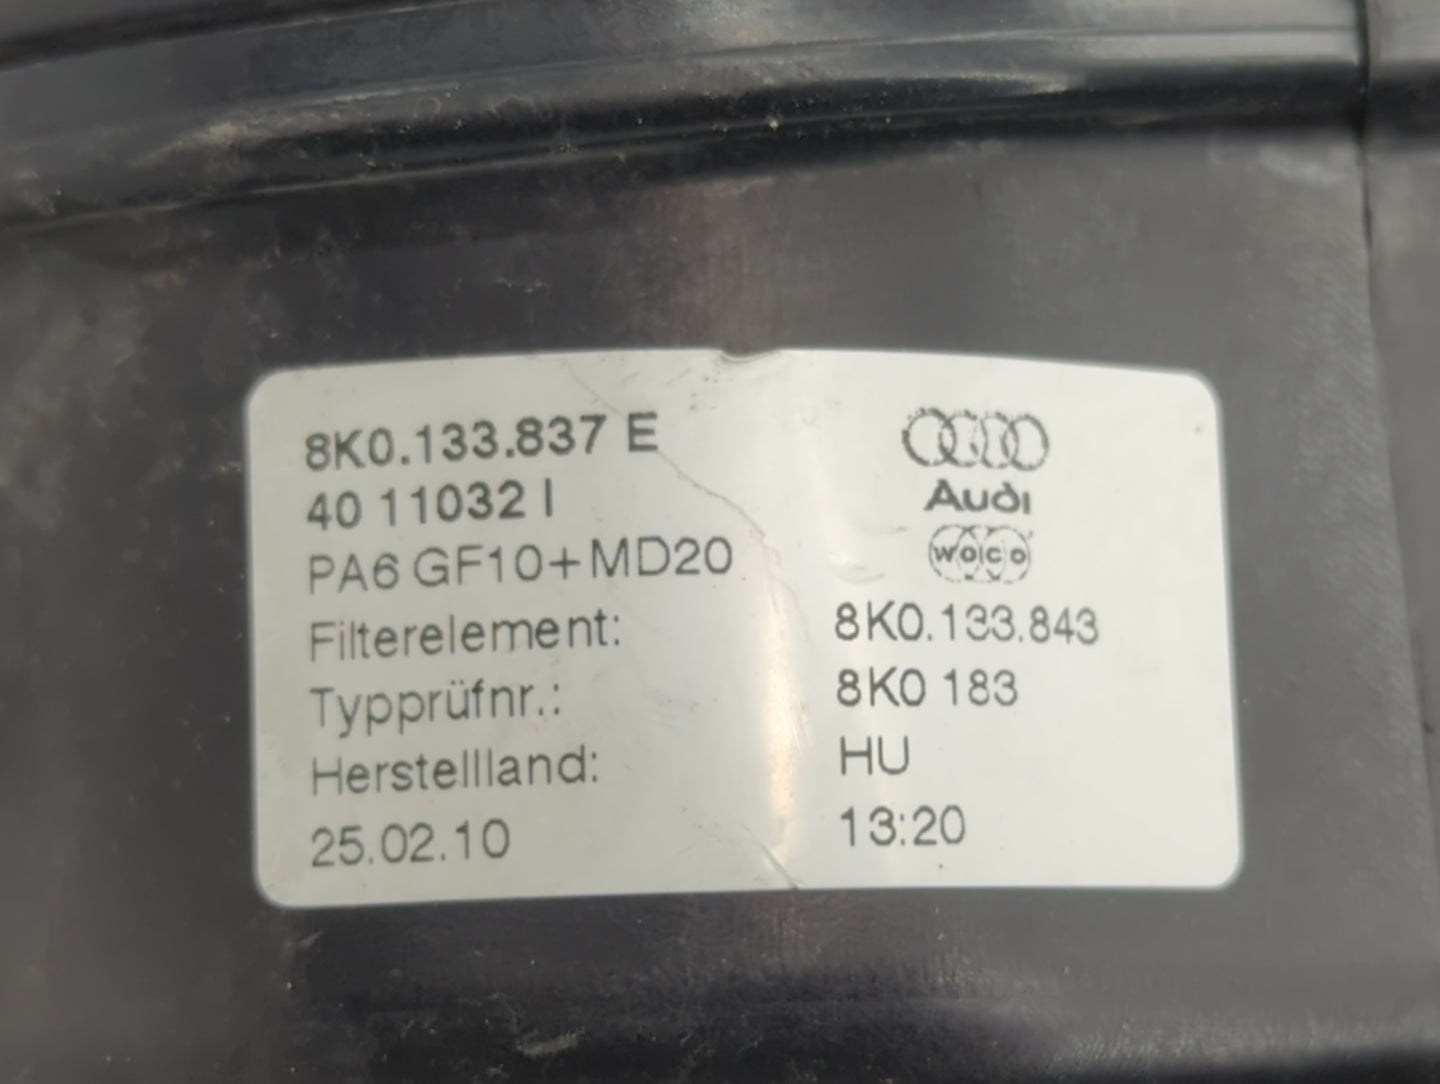 8K0.133.837 E
40 11032 I
PA6 GF10+MD20
Audi
woco
Filterelement: 8K0.133.843
Typprüfnr.: 8K0 183
Herstellland: HU
25.02.10 13:20